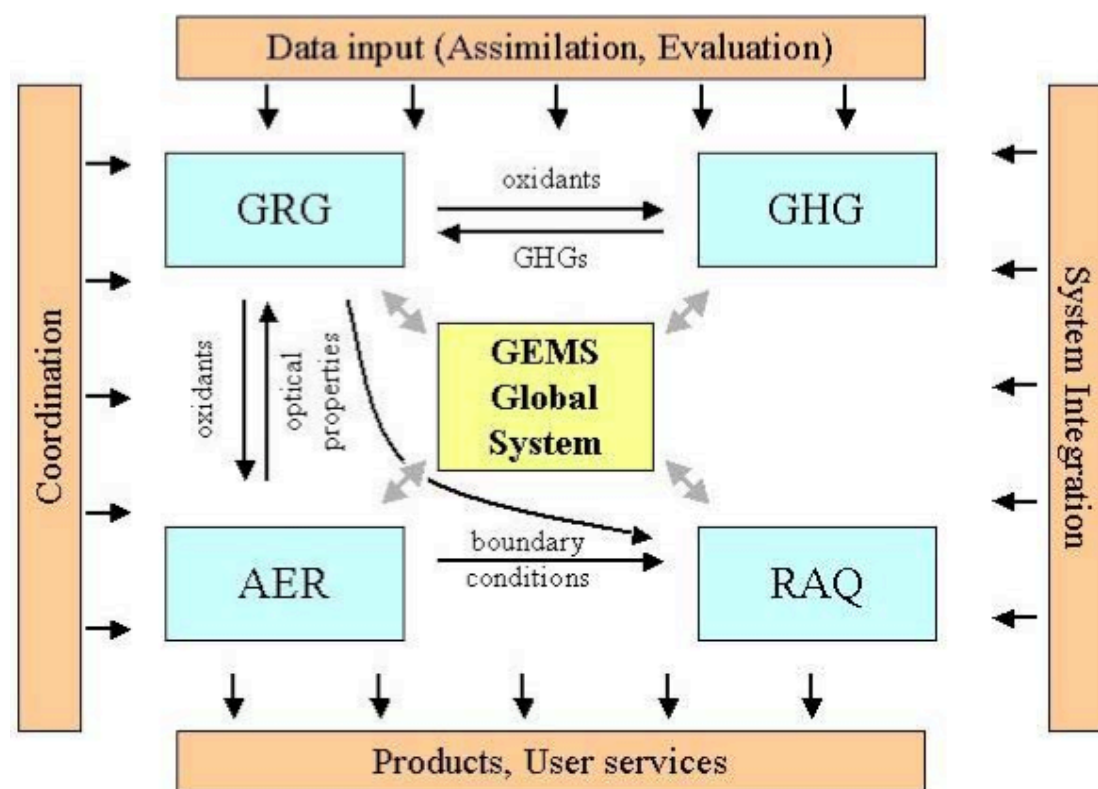 Data input (Assimilation, Evaluation)
GRG
oxidants
GHGs
GHG
Coordination
System Integration
oxidants
optical
properties
GEMS
Global
System
AER
boundary
conditions
RAQ
Products, User services